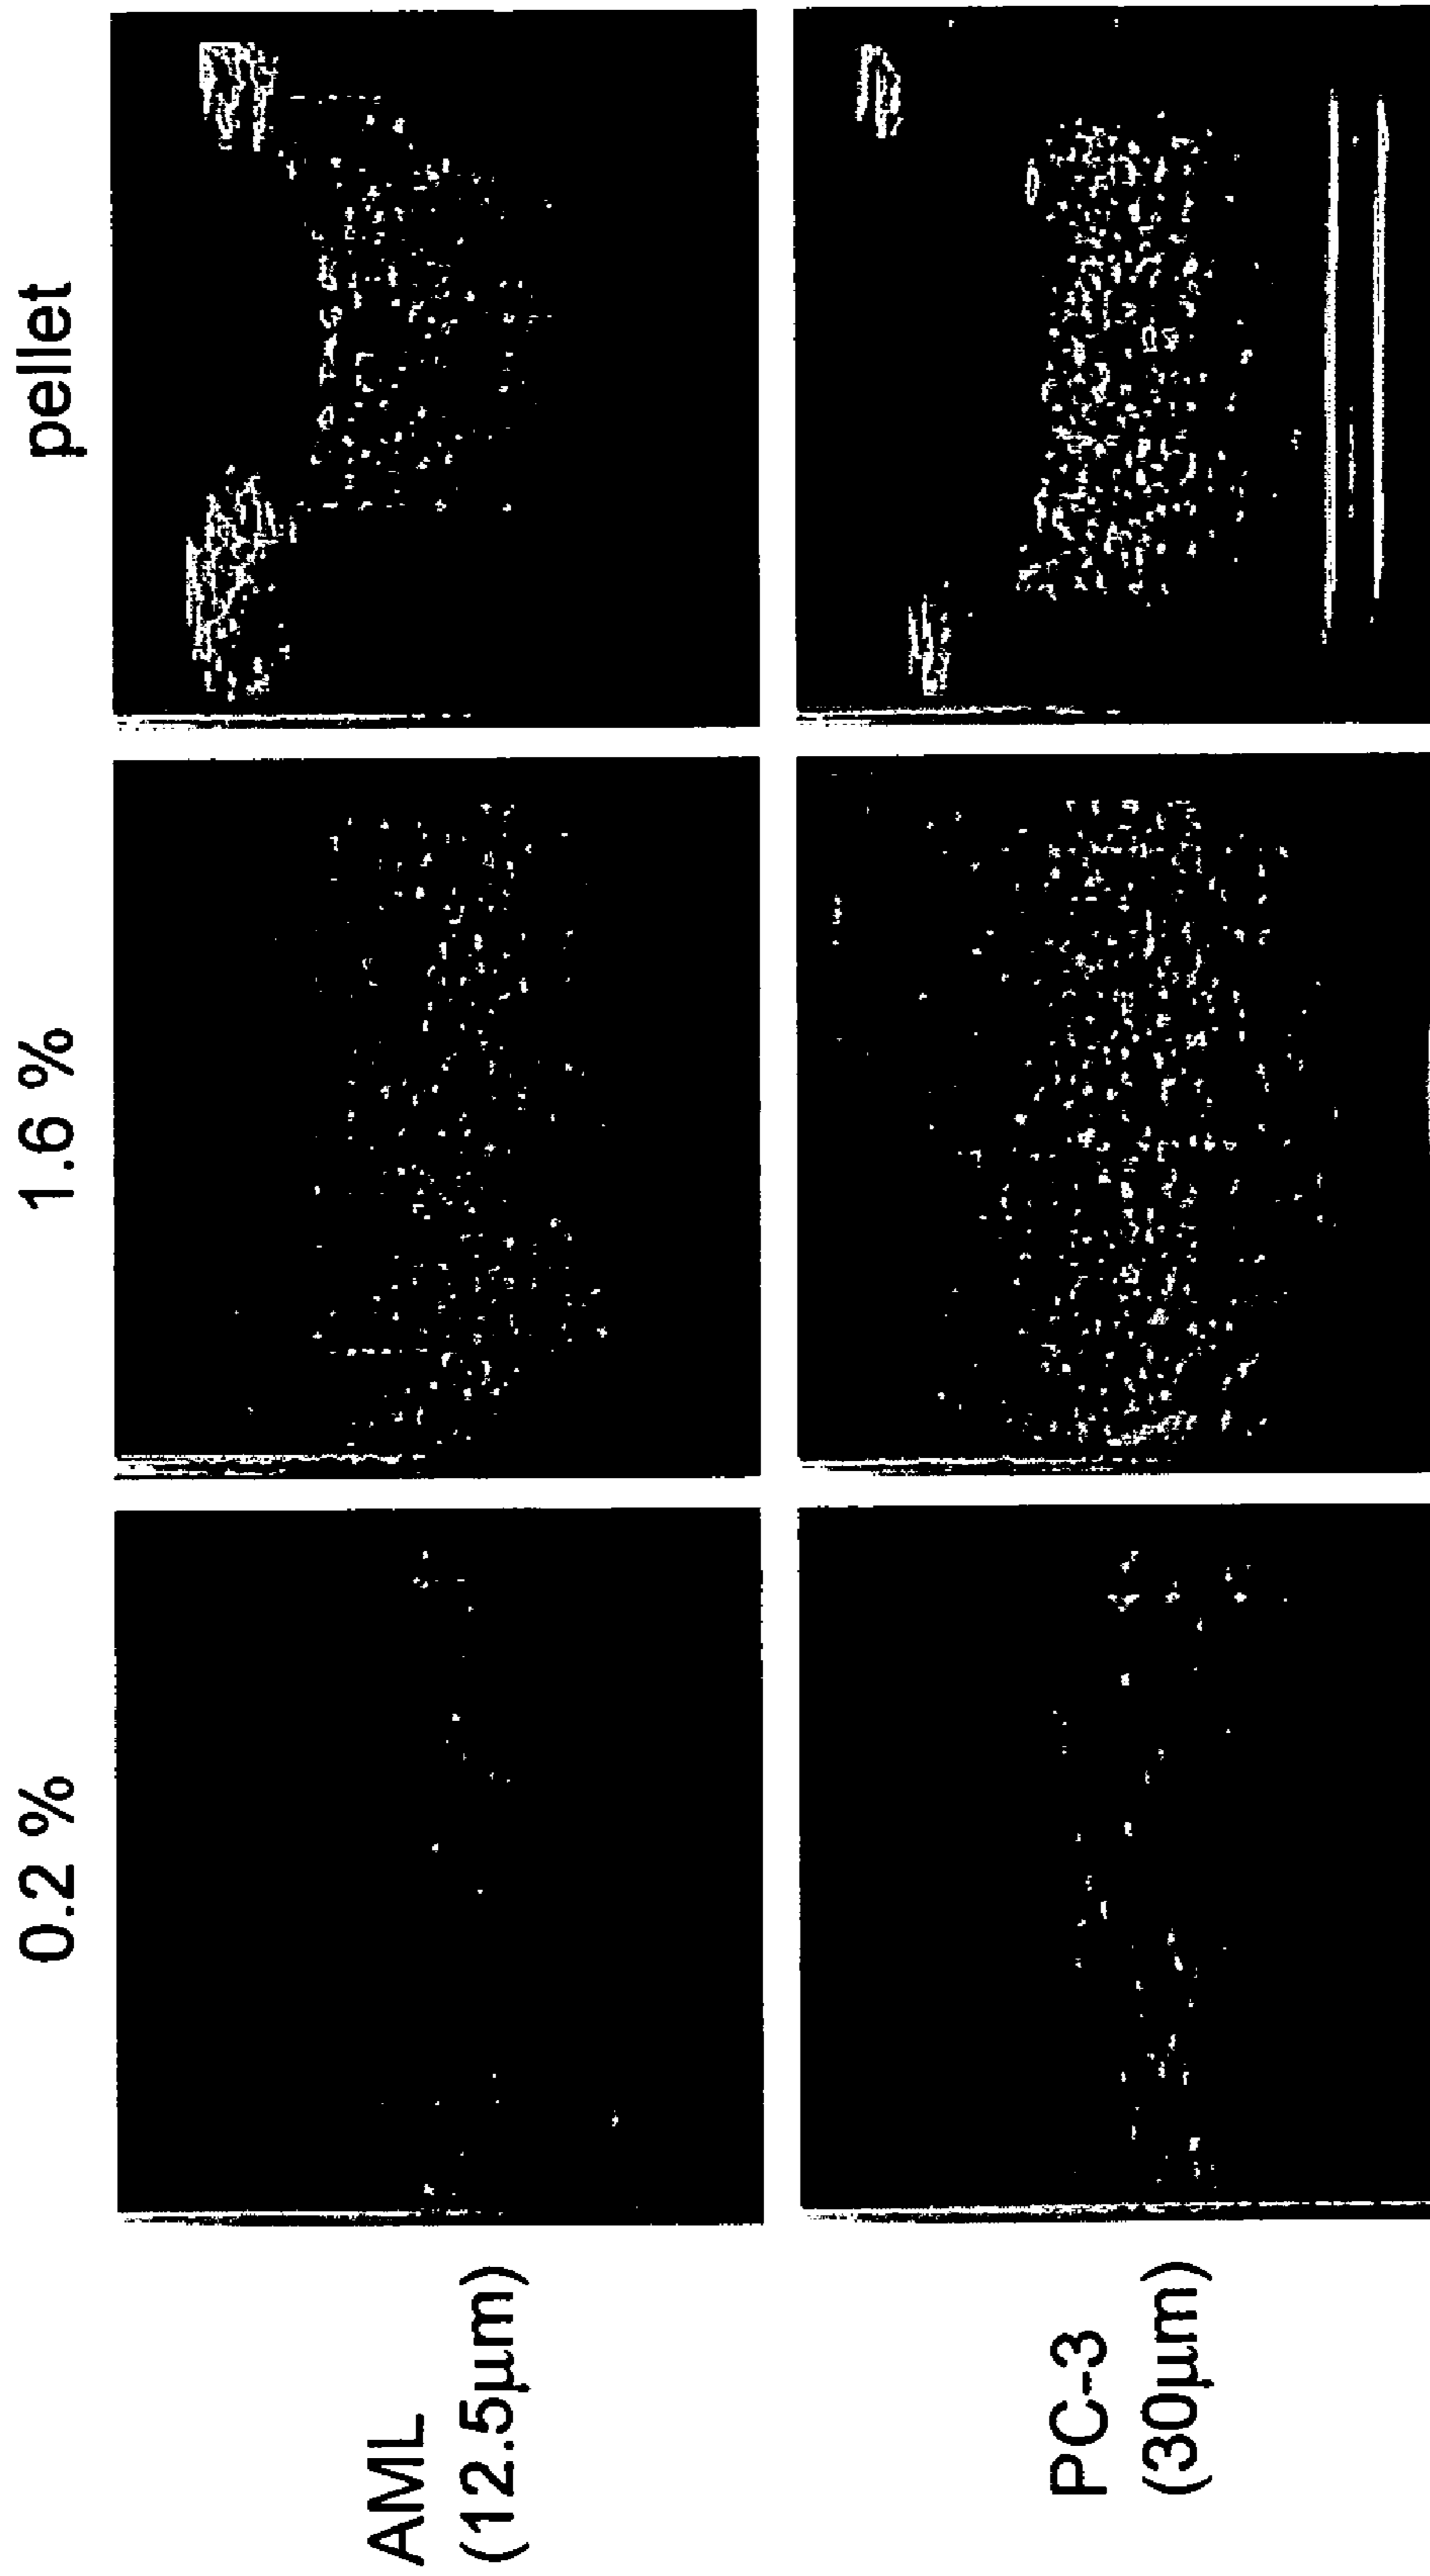 0.2 %
1.6 %
pellet
AML
(12.5µm)
PC-3
(30µm)